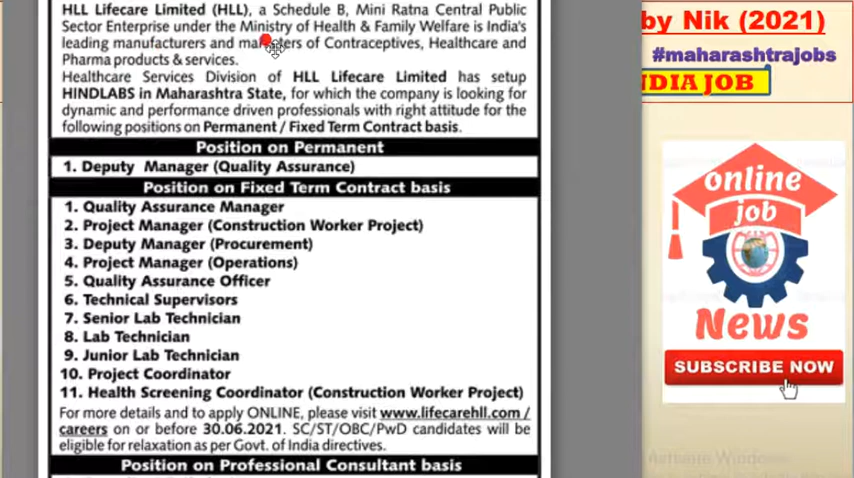 HLL Lifecare Limited (HLL), a Schedule B, Mini Ratna Central Public
Sector Enterprise under the Ministry of Health & Family Welfare is India's
leading manufacturers and of Contraceptives, Healthcare and
Pharma products & services.
Healthcare Services Division of HLL Lifecare Limited has setup
HINDLABS in Maharashtra State, for which the company is looking for
dynamic and performance driven professionals with right attitude for the
following positions on Permanent / Fixed Term Contract basis.
Position on Permanent
1. Deputy Manager (Quality Assurance)
Position on Fixed Term Contract basis
1. Quality Assurance Manager
2. Project Manager (Construction Worker Project)
3. Deputy Manager (Procurement)
4. Project Manager (Operations)
5. Quality Assurance Officer
6. Technical Supervisors
7. Senior Lab Technician
8. Lab Technician
9. Junior Lab Technician
10. Project Coordinator
11. Health Screening Coordinator (Construction Worker Project)
For more details and to apply ONLINE, please visit www.lifecarehll.com /
careers on or before 30.06.2021. SC/ST/OBC/PwD candidates will be
eligible for relaxation as per Govt. of India directives.
Position on Professional Consultant basis
by Nik (2021)
#maharashtrajobs
NDIA JOB
online
job
News
SUBSCRIBE NOW
Activate Windows